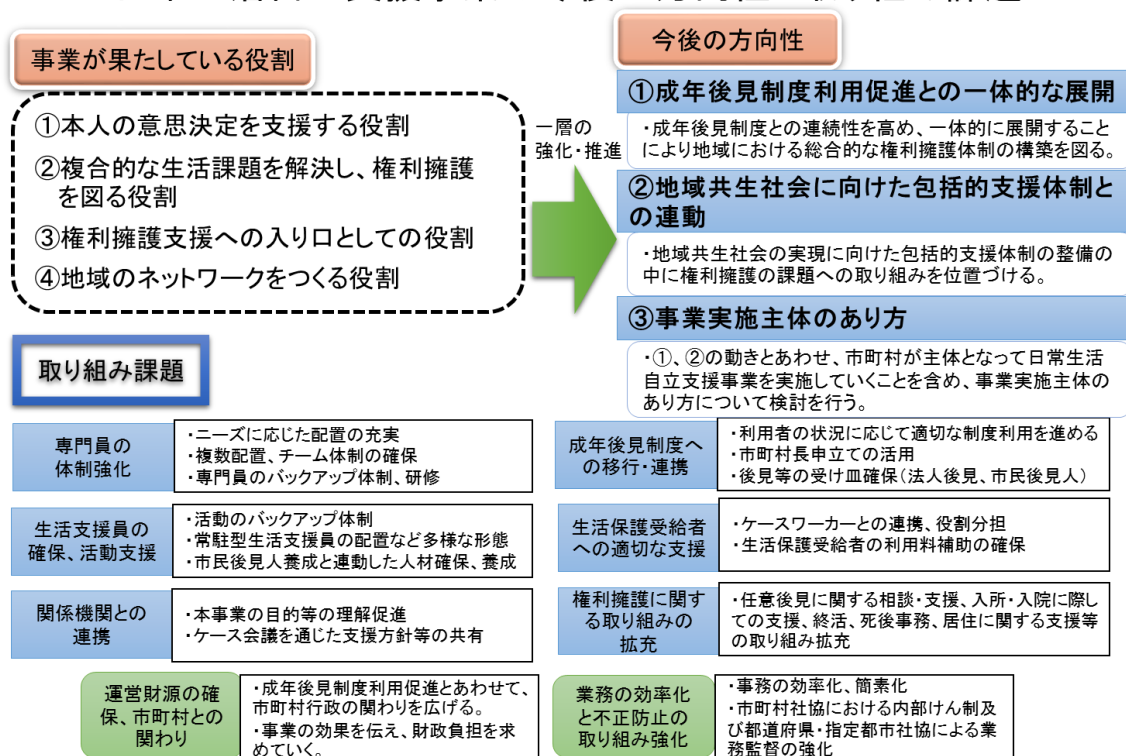 事業が果たしている役割
①本人の意思決定を支援する役割
②複合的な生活課題を解決し、権利擁護
を図る役割
③権利擁護支援への入り口としての役割
④地域のネットワークをつくる役割
一層の
強化・推進
今後の方向性
①成年後見制度利用促進との一体的な展開
・成年後見制度との連続性を高め、一体的に展開すること
により地域における総合的な権利擁護体制の構築を図る。
②地域共生社会に向けた包括的支援体制と
の連動
・地域共生社会の実現に向けた包括的支援体制の整備の
中に権利擁護の課題への取り組みを位置づける。
③事業実施主体のあり方
・①、②の動きとあわせ、市町村が主体となって日常生活
自立支援事業を実施していくことを含め、事業実施主体の
あり方について検討を行う。
取り組み課題
専門員の
体制強化
・ニーズに応じた配置の充実
・複数配置、チーム体制の確保
・専門員のバックアップ体制、研修
生活支援員の
確保、活動支援
・活動のバックアップ体制
・常駐型生活支援員の配置など多様な形態
・市民後見人養成と連動した人材確保、養成
関係機関との
連携
・本事業の目的等の理解促進
・ケース会議を通じた支援方針等の共有
成年後見制度へ
の移行・連携
・利用者の状況に応じて適切な制度利用を進める
・市町村長申立ての活用
・後見等の受け皿確保（法人後見、市民後見人）
生活保護受給者
への適切な支援
・ケースワーカーとの連携、役割分担
・生活保護受給者の利用料補助の確保
権利擁護に関す
る取り組みの
拡充
・任意後見に関する相談・支援、入所・入院に際し
ての支援、終活、死後事務、居住に関する支援等
の取り組み拡充
運営財源の確
保、市町村との
関わり
・成年後見制度利用促進とあわせて、
市町村行政の関わりを広げる。
・事業の効果を伝え、財政負担を求
めていく。
業務の効率化
と不正防止の
取り組み強化
・事務の効率化、簡素化
・市町村社協における内部けん制及
び都道府県・指定都市社協による業
務監督の強化